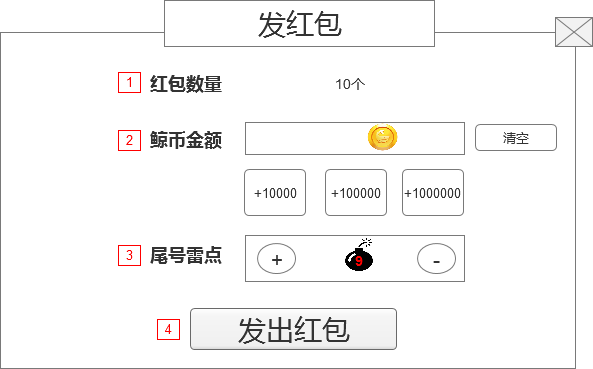 发红包
1 红包数量 10个
2 鲸币金额 清空
+10000 +100000 +1000000
3 尾号雷点 + 9 -
4 发出红包